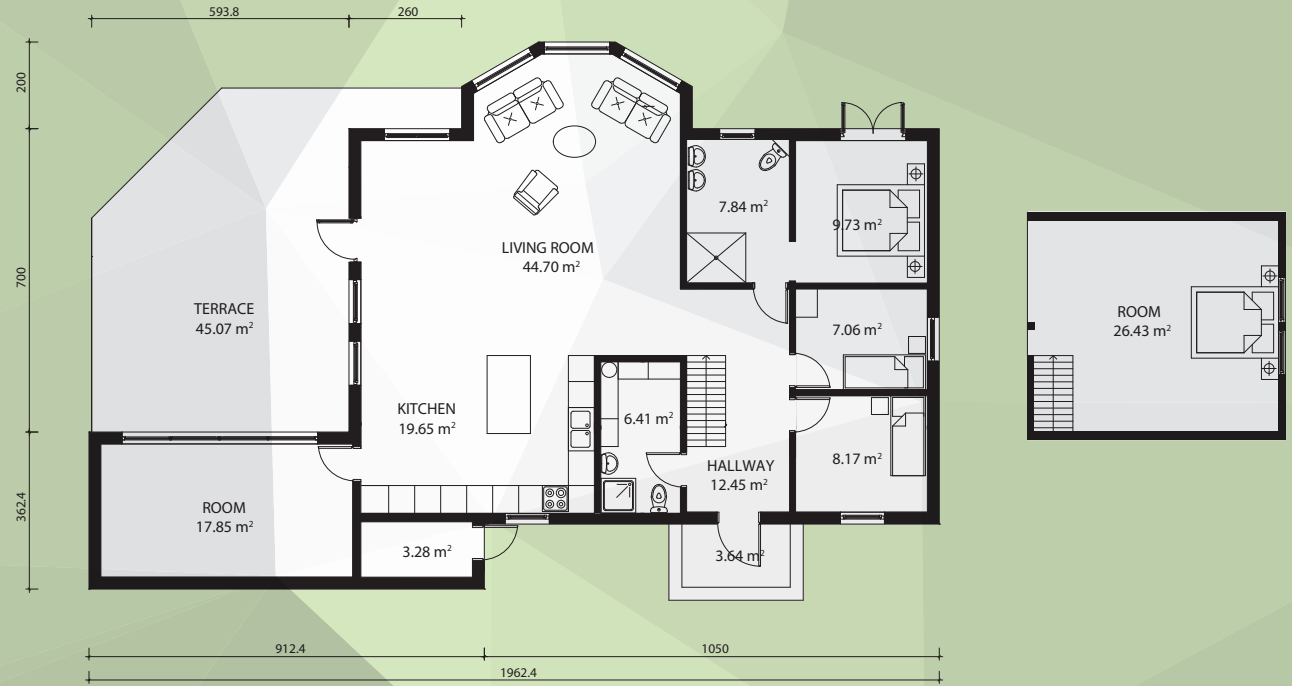 593.8
260
200
700
362.4
LIVING ROOM
44.70 m²
7.84 m²
9.73 m²
TERRACE
45.07 m²
7.06 m²
ROOM
26.43 m²
KITCHEN
19.65 m²
6.41 m²
HALLWAY
12.45 m²
8.17 m²
ROOM
17.85 m²
3.28 m²
3.64 m²
912.4
1050
1962.4